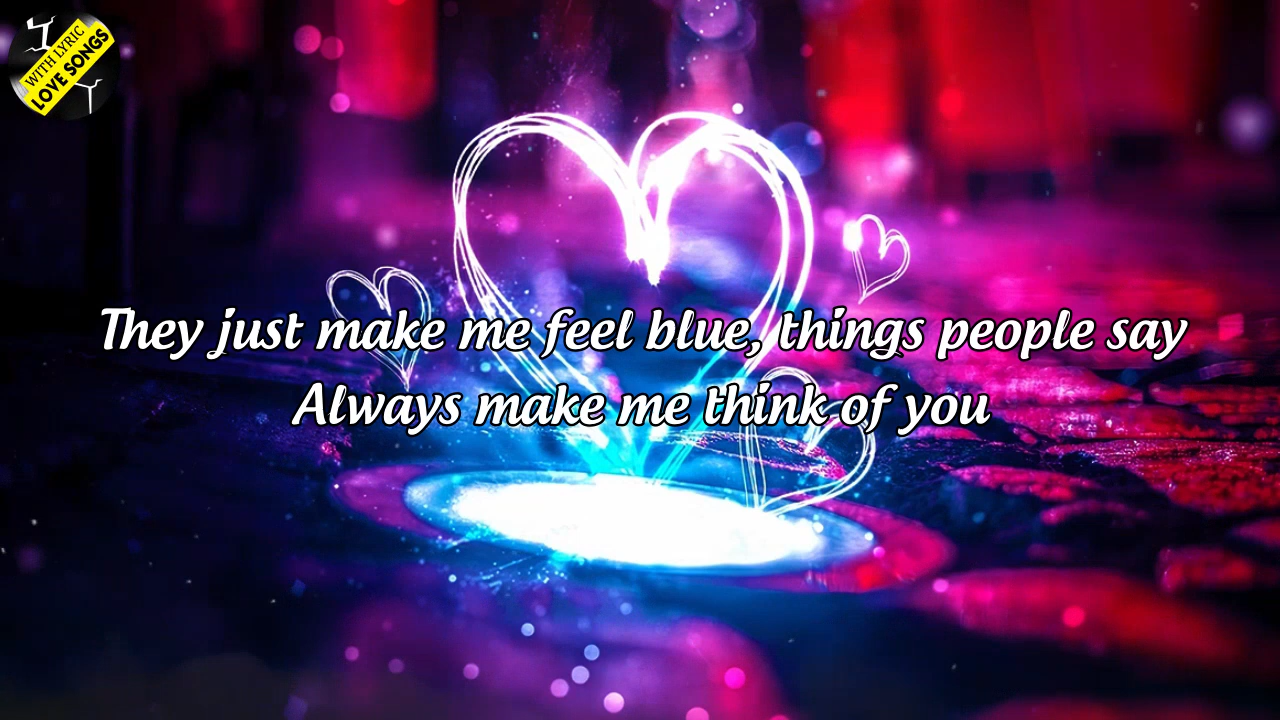 WITH LYRIC
LOVE SONGS
They just make me feel blue, things people say
Always make me think of you